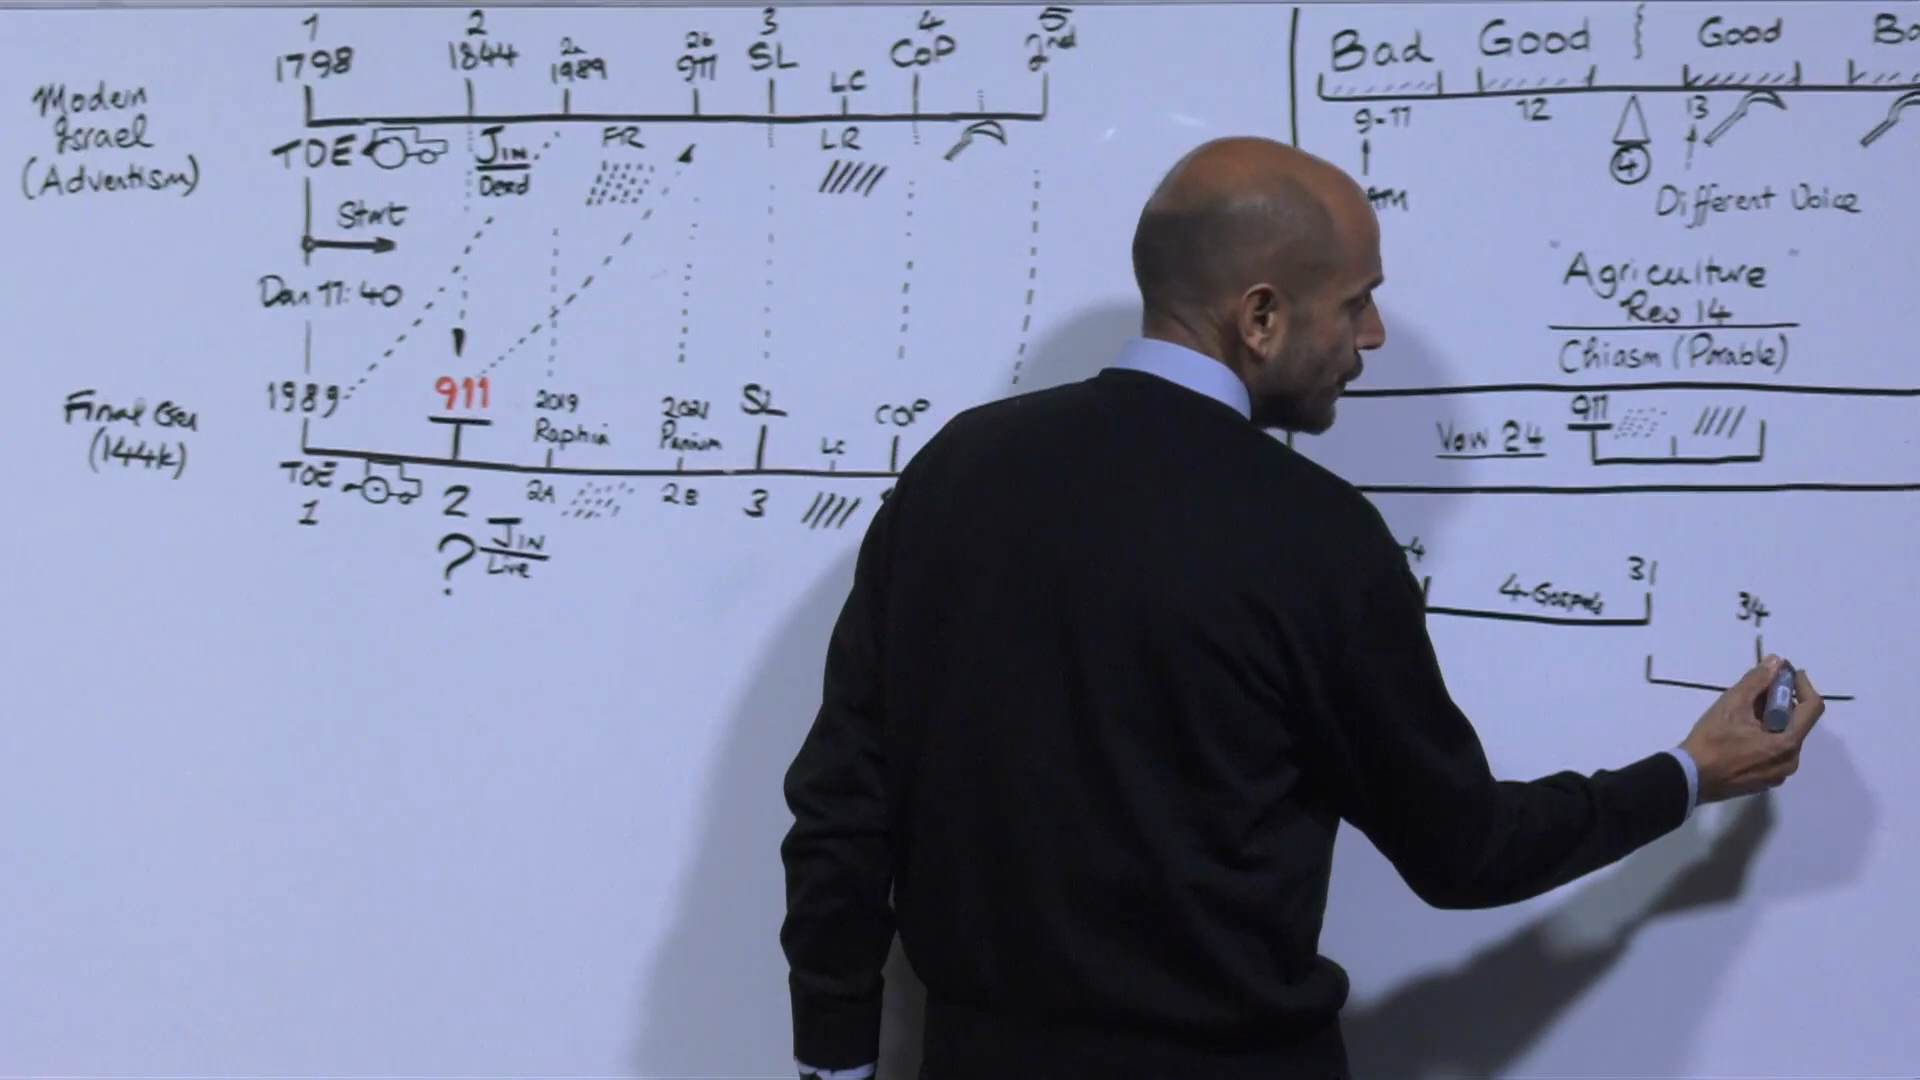 1 2 2a 2b 3 4 5
1798 1844 1989 911 SL LC CoP 2nd
Modern
Israel
(Adventism)
TOE JIN FR LR
Dead
Start
Dan 11:40
1989 911 2019 2021 SL LC COP
Raphia Panium
Final Gen
(144k)
TOE 2 2A 2B 3
1
? JIN
Live
Bad Good Good
9-11 12 13
4
Different Voice
"Agriculture"
Rev 14
Chiasm (Parable)
Vow 24 911
-4 4-Gospels 31
34